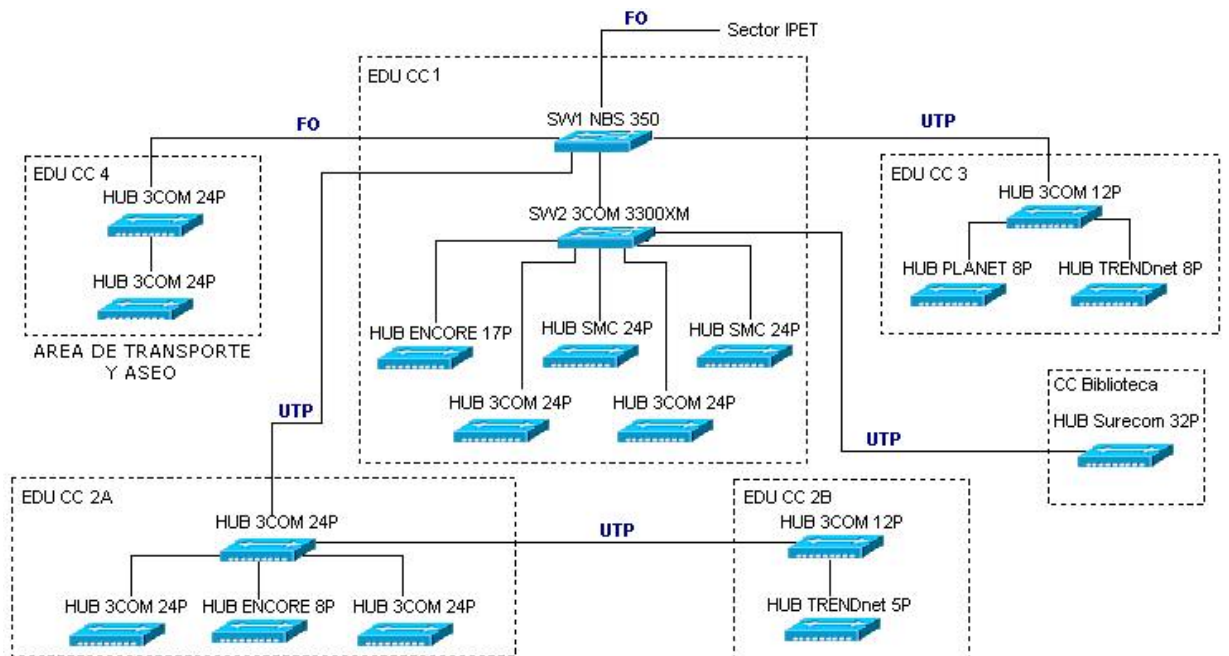 FO
Sector IPET
EDU CC 1
SW1 NBS 350
FO
UTP
EDU CC 4
HUB 3COM 24P
HUB 3COM 24P
AREA DE TRANSPORTE
Y ASEO
EDU CC 3
HUB 3COM 12P
HUB PLANET 8P
HUB TRENDnet 8P
SW2 3COM 3300XM
HUB ENCORE 17P
HUB SMC 24P
HUB SMC 24P
HUB 3COM 24P
HUB 3COM 24P
UTP
CC Biblioteca
HUB Surecom 32P
UTP
EDU CC 2A
HUB 3COM 24P
UTP
HUB 3COM 24P
HUB ENCORE 8P
HUB 3COM 24P
EDU CC 2B
HUB 3COM 12P
HUB TRENDnet 5P